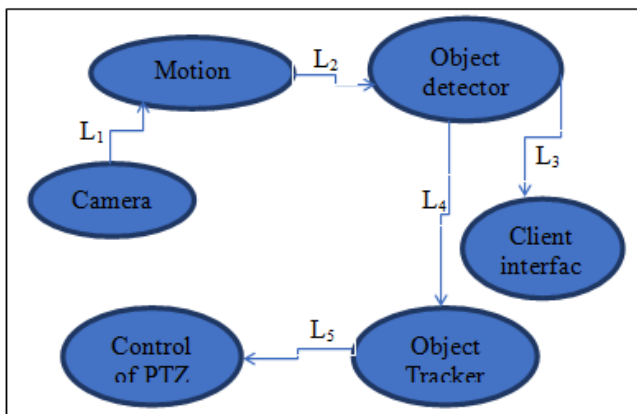 Motion
L2
Object
detector
L1
Camera
L3
L4
Client
interfac
L5
Control
of PTZ
Object
Tracker